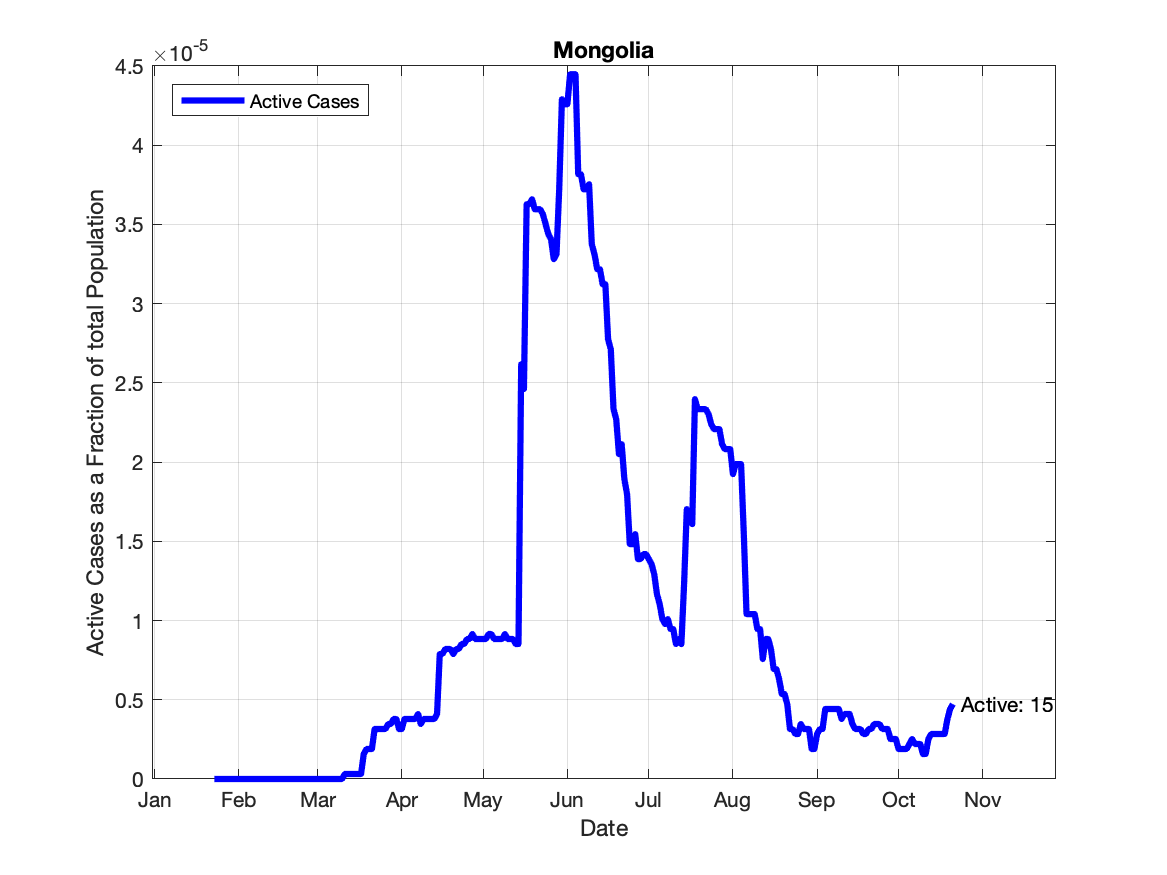 Mongolia
×10-5
4.5
4
3.5
3
2.5
2
1.5
1
0.5
0
Active Cases as a Fraction of total Population
Active Cases
Active: 15
Jan Feb Mar Apr May Jun Jul Aug Sep Oct Nov
Date